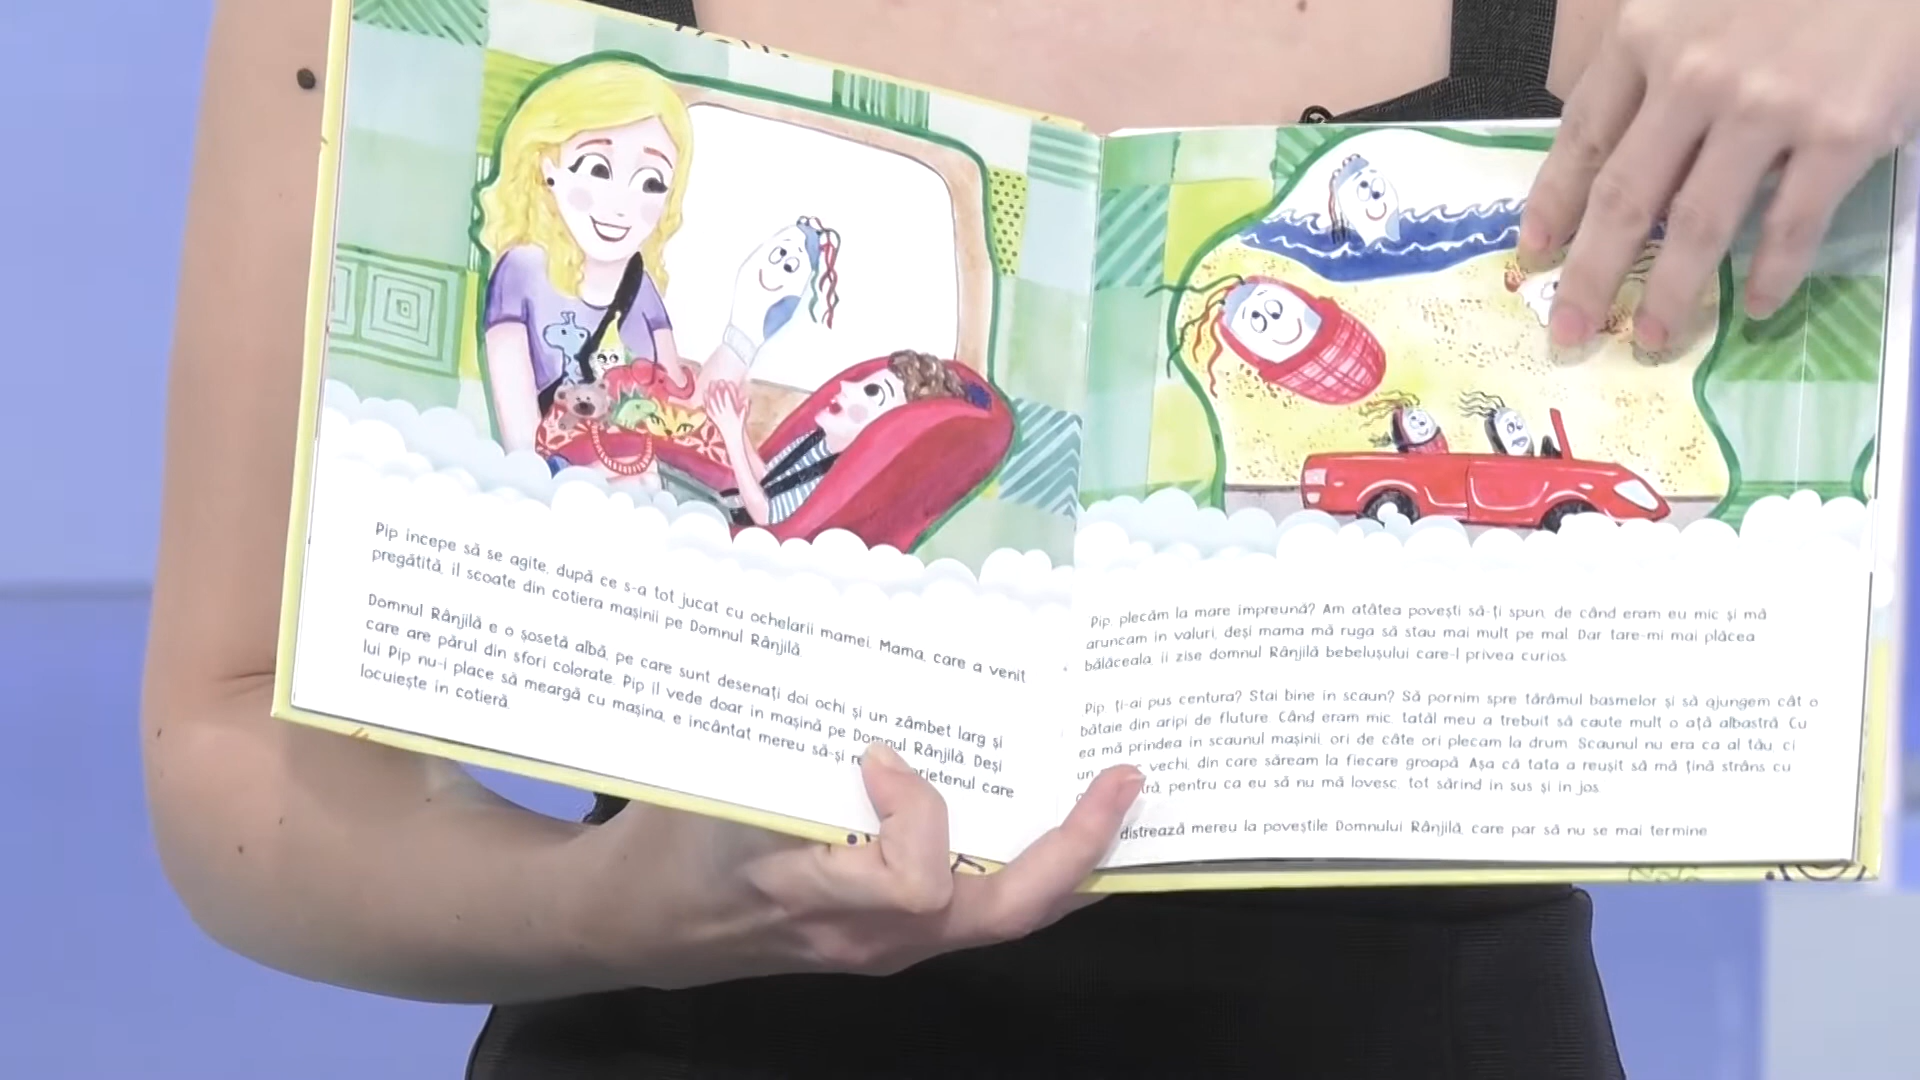 Pip începe să se agite, după ce s-a tot jucat cu ochelarii mamei. Mama, care a venit
pregătită, îl scoate din cotiera mașinii pe Domnul Rânjilă.
Domnul Rânjilă e o șosetă albă, pe care sunt desenați doi ochi și un zâmbet larg și
care are părul din sfori colorate. Pip îl vede doar în mașină pe Domnul Rânjilă. Deși
lui Pip nu-i place să meargă cu mașina, e încântat mereu să-și prietenul care
locuiește în cotieră.
Pip, plecăm la mare împreună? Am atâtea povești să-ți spun, de când eram eu mic și mă
aruncam în valuri, deși mama mă ruga să stau mai mult pe mal. Dar tare-mi mai plăcea
bălăceala, îi zise domnul Rânjilă bebelușului care-l privea curios.
Pip, ți-ai pus centura? Stai bine în scaun? Să pornim spre tărâmul basmelor și să ajungem cât o
bătaie din aripi de fluture. Când eram mic, tatăl meu a trebuit să caute mult o ață albastră. Cu
ea mă prindea în scaunul mașinii, ori de câte ori plecam la drum. Scaunul nu era ca al tău, ci
un vechi, din care săream la fiecare groapă. Așa că tata a reușit să mă țină strâns cu
pentru ca eu să nu mă lovesc, tot sărind în sus și în jos.
distrează mereu la poveștile Domnului Rânjilă, care par să nu se mai termine.